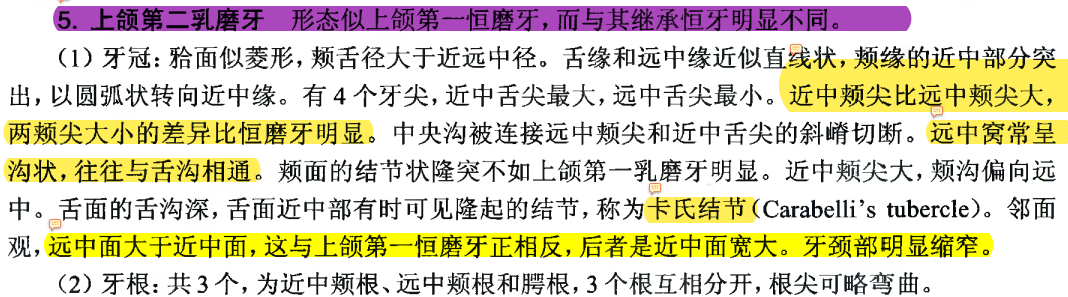 5. 上颌第二乳磨牙 形态似上颌第一恒磨牙，而与其继承恒牙明显不同。
（1）牙冠：𬌗面似菱形，颊舌径大于近远中径。舌缘和远中缘近似直线状，颊缘的近中部分突
出，以圆弧状转向近中缘。有 4 个牙尖，近中舌尖最大，远中舌尖最小。近中颊尖比远中颊尖大，
两颊尖大小的差异比恒磨牙明显。中央沟被连接远中颊尖和近中舌尖的斜嵴切断。远中窝常呈
沟状，往往与舌沟相通。颊面的结节状隆突不如上颌第一乳磨牙明显。近中颊尖大，颊沟偏向远
中。舌面的舌沟深，舌面近中部有时可见隆起的结节，称为卡氏结节（Carabelli's tubercle）。邻面
观，远中面大于近中面，这与上颌第一恒磨牙正相反，后者是近中面宽大。牙颈部明显缩窄。
（2）牙根：共 3 个，为近中颊根、远中颊根和腭根，3 个根互相分开，根尖可略弯曲。